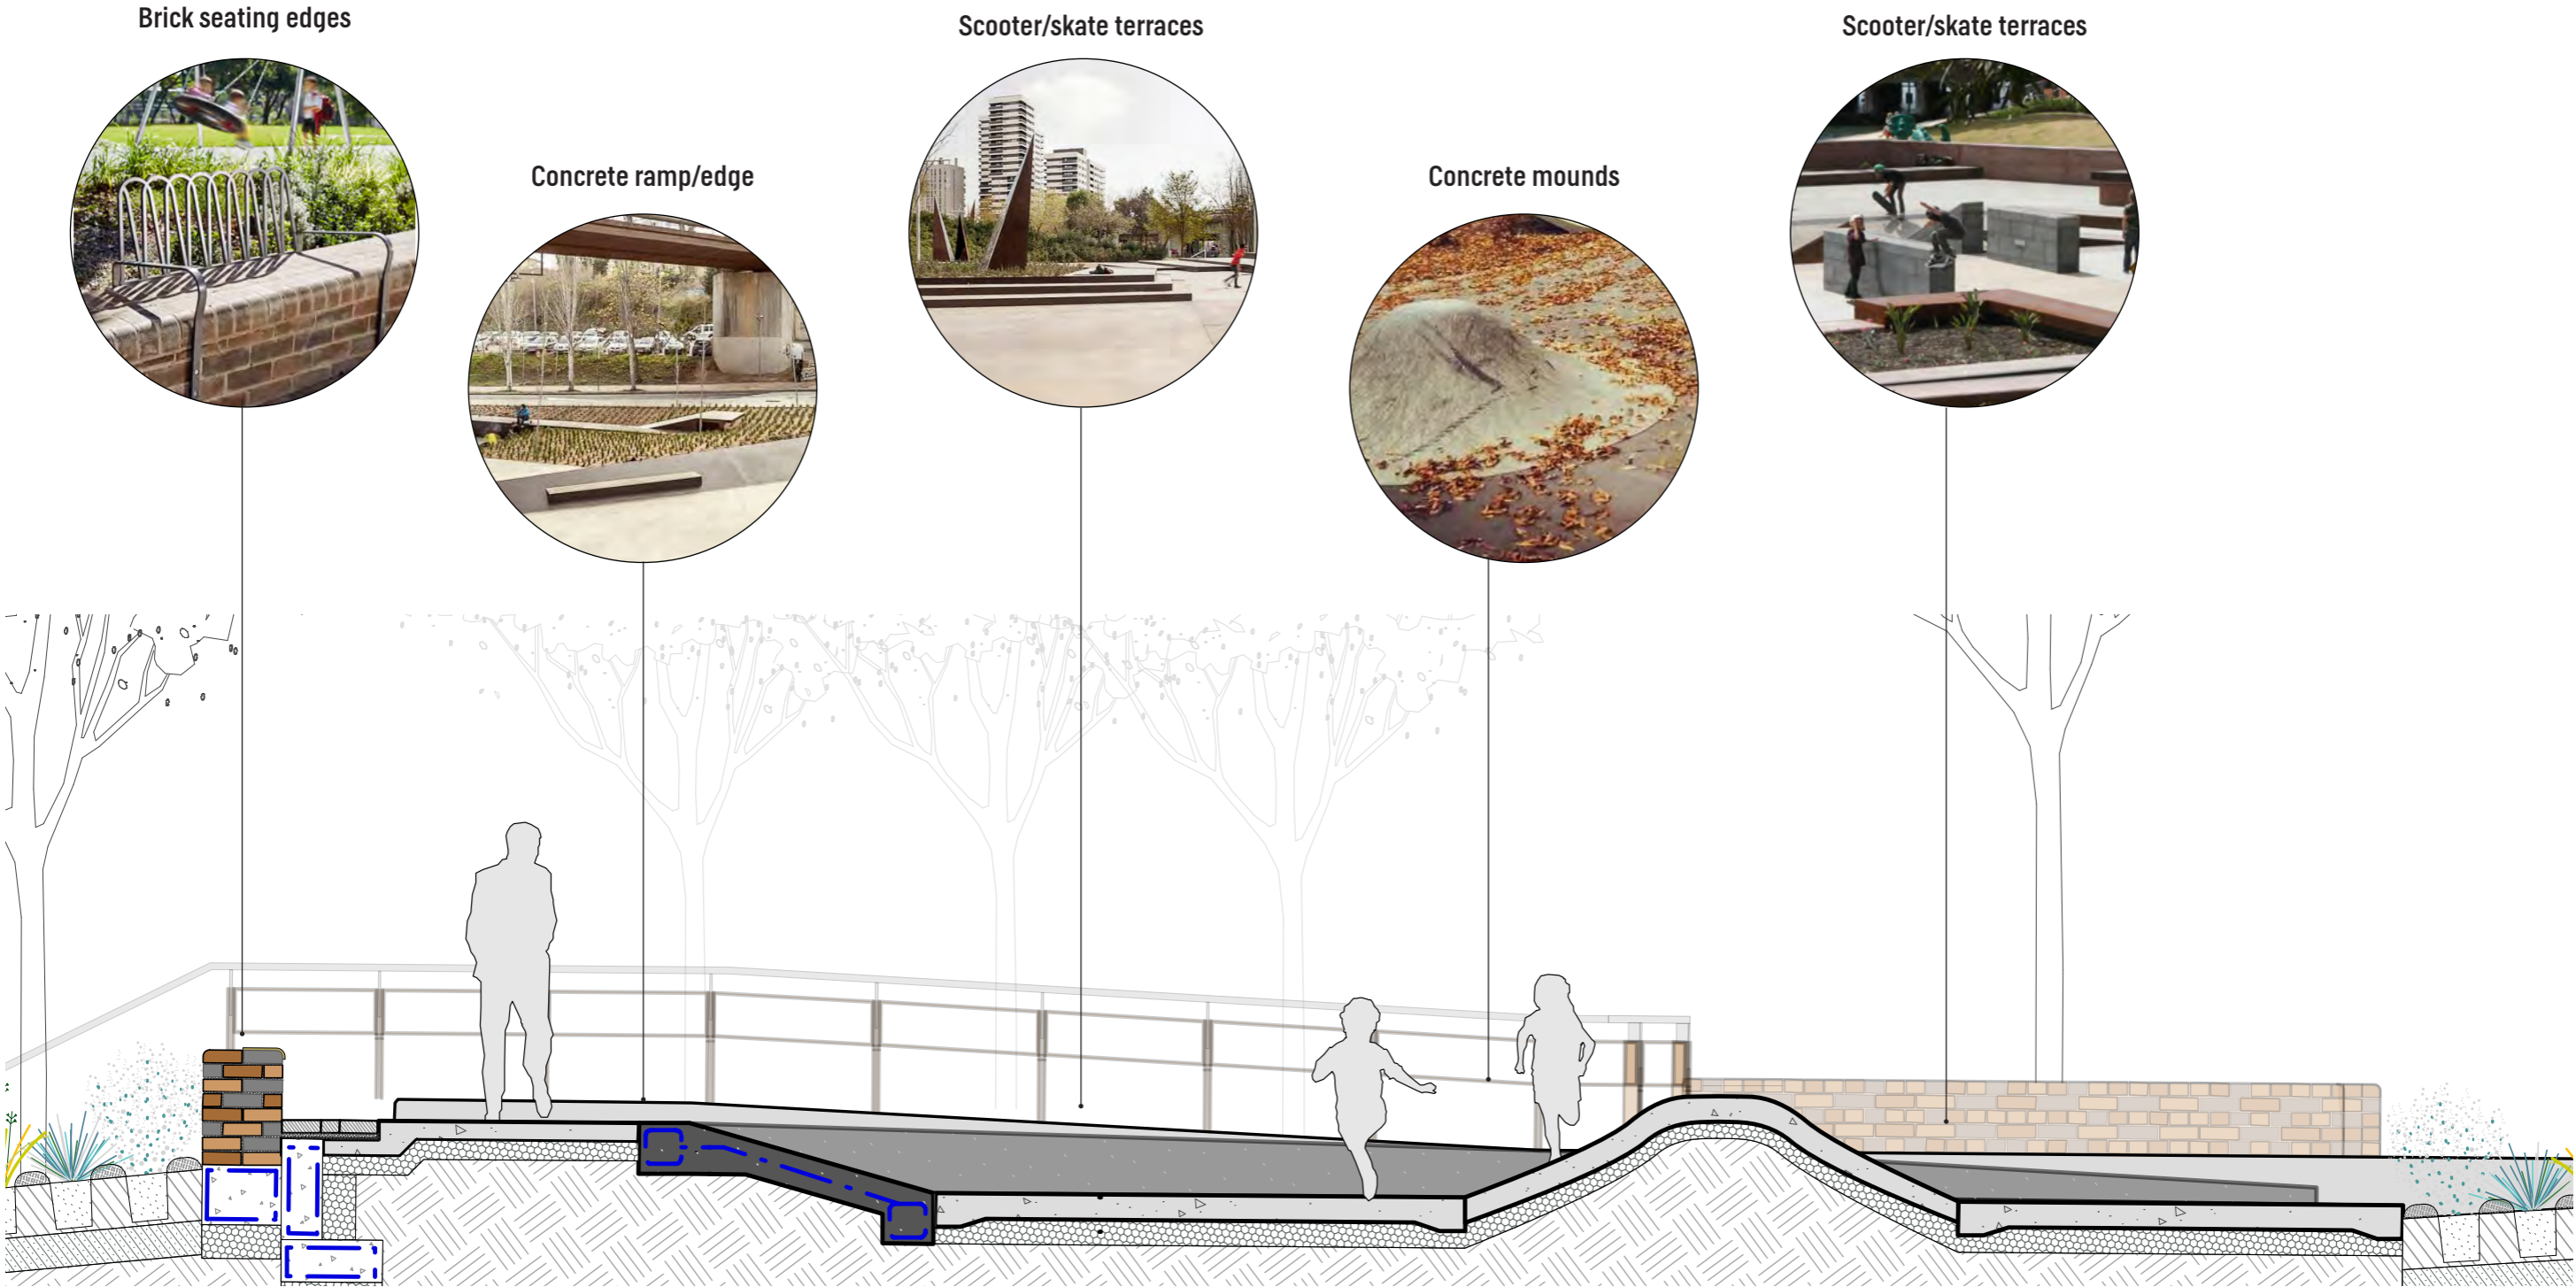 Brick seating edges
Scooter/skate terraces
Scooter/skate terraces
Concrete ramp/edge
Concrete mounds